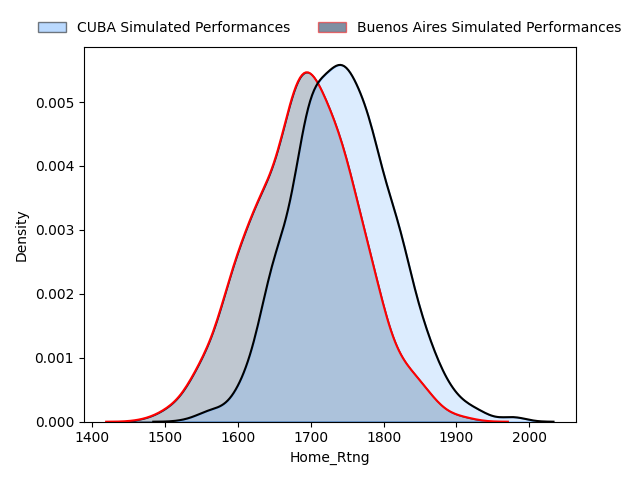 CUBA Simulated Performances Buenos Aires Simulated Performances
0.005
0.004
0.003
0.002
0.001
0.000
Density
1400 1500 1600 1700 1800 1900 2000
Home_Rtng